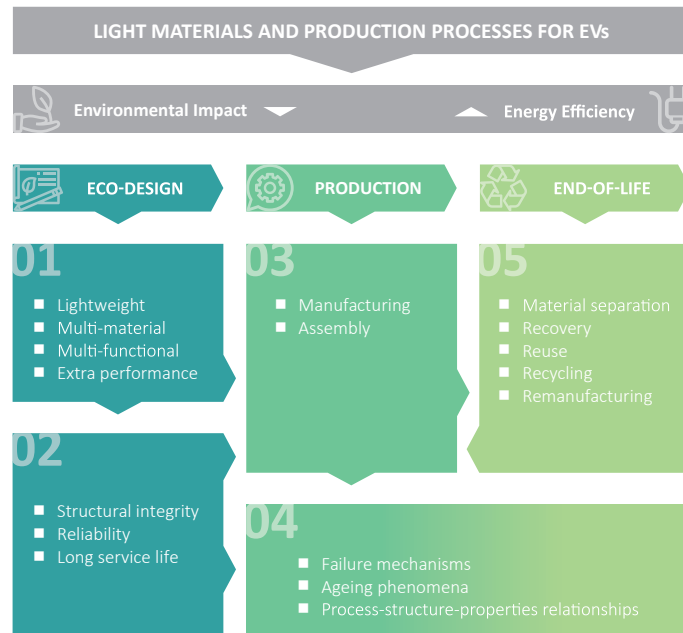 LIGHT MATERIALS AND PRODUCTION PROCESSES FOR EVs
Environmental Impact
Energy Efficiency
ECO-DESIGN
PRODUCTION
END-OF-LIFE
01
Lightweight
Multi-material
Multi-functional
Extra performance
02
Structural integrity
Reliability
Long service life
03
Manufacturing
Assembly
05
Material separation
Recovery
Reuse
Recycling
Remanufacturing
04
Failure mechanisms
Ageing phenomena
Process-structure-properties relationships